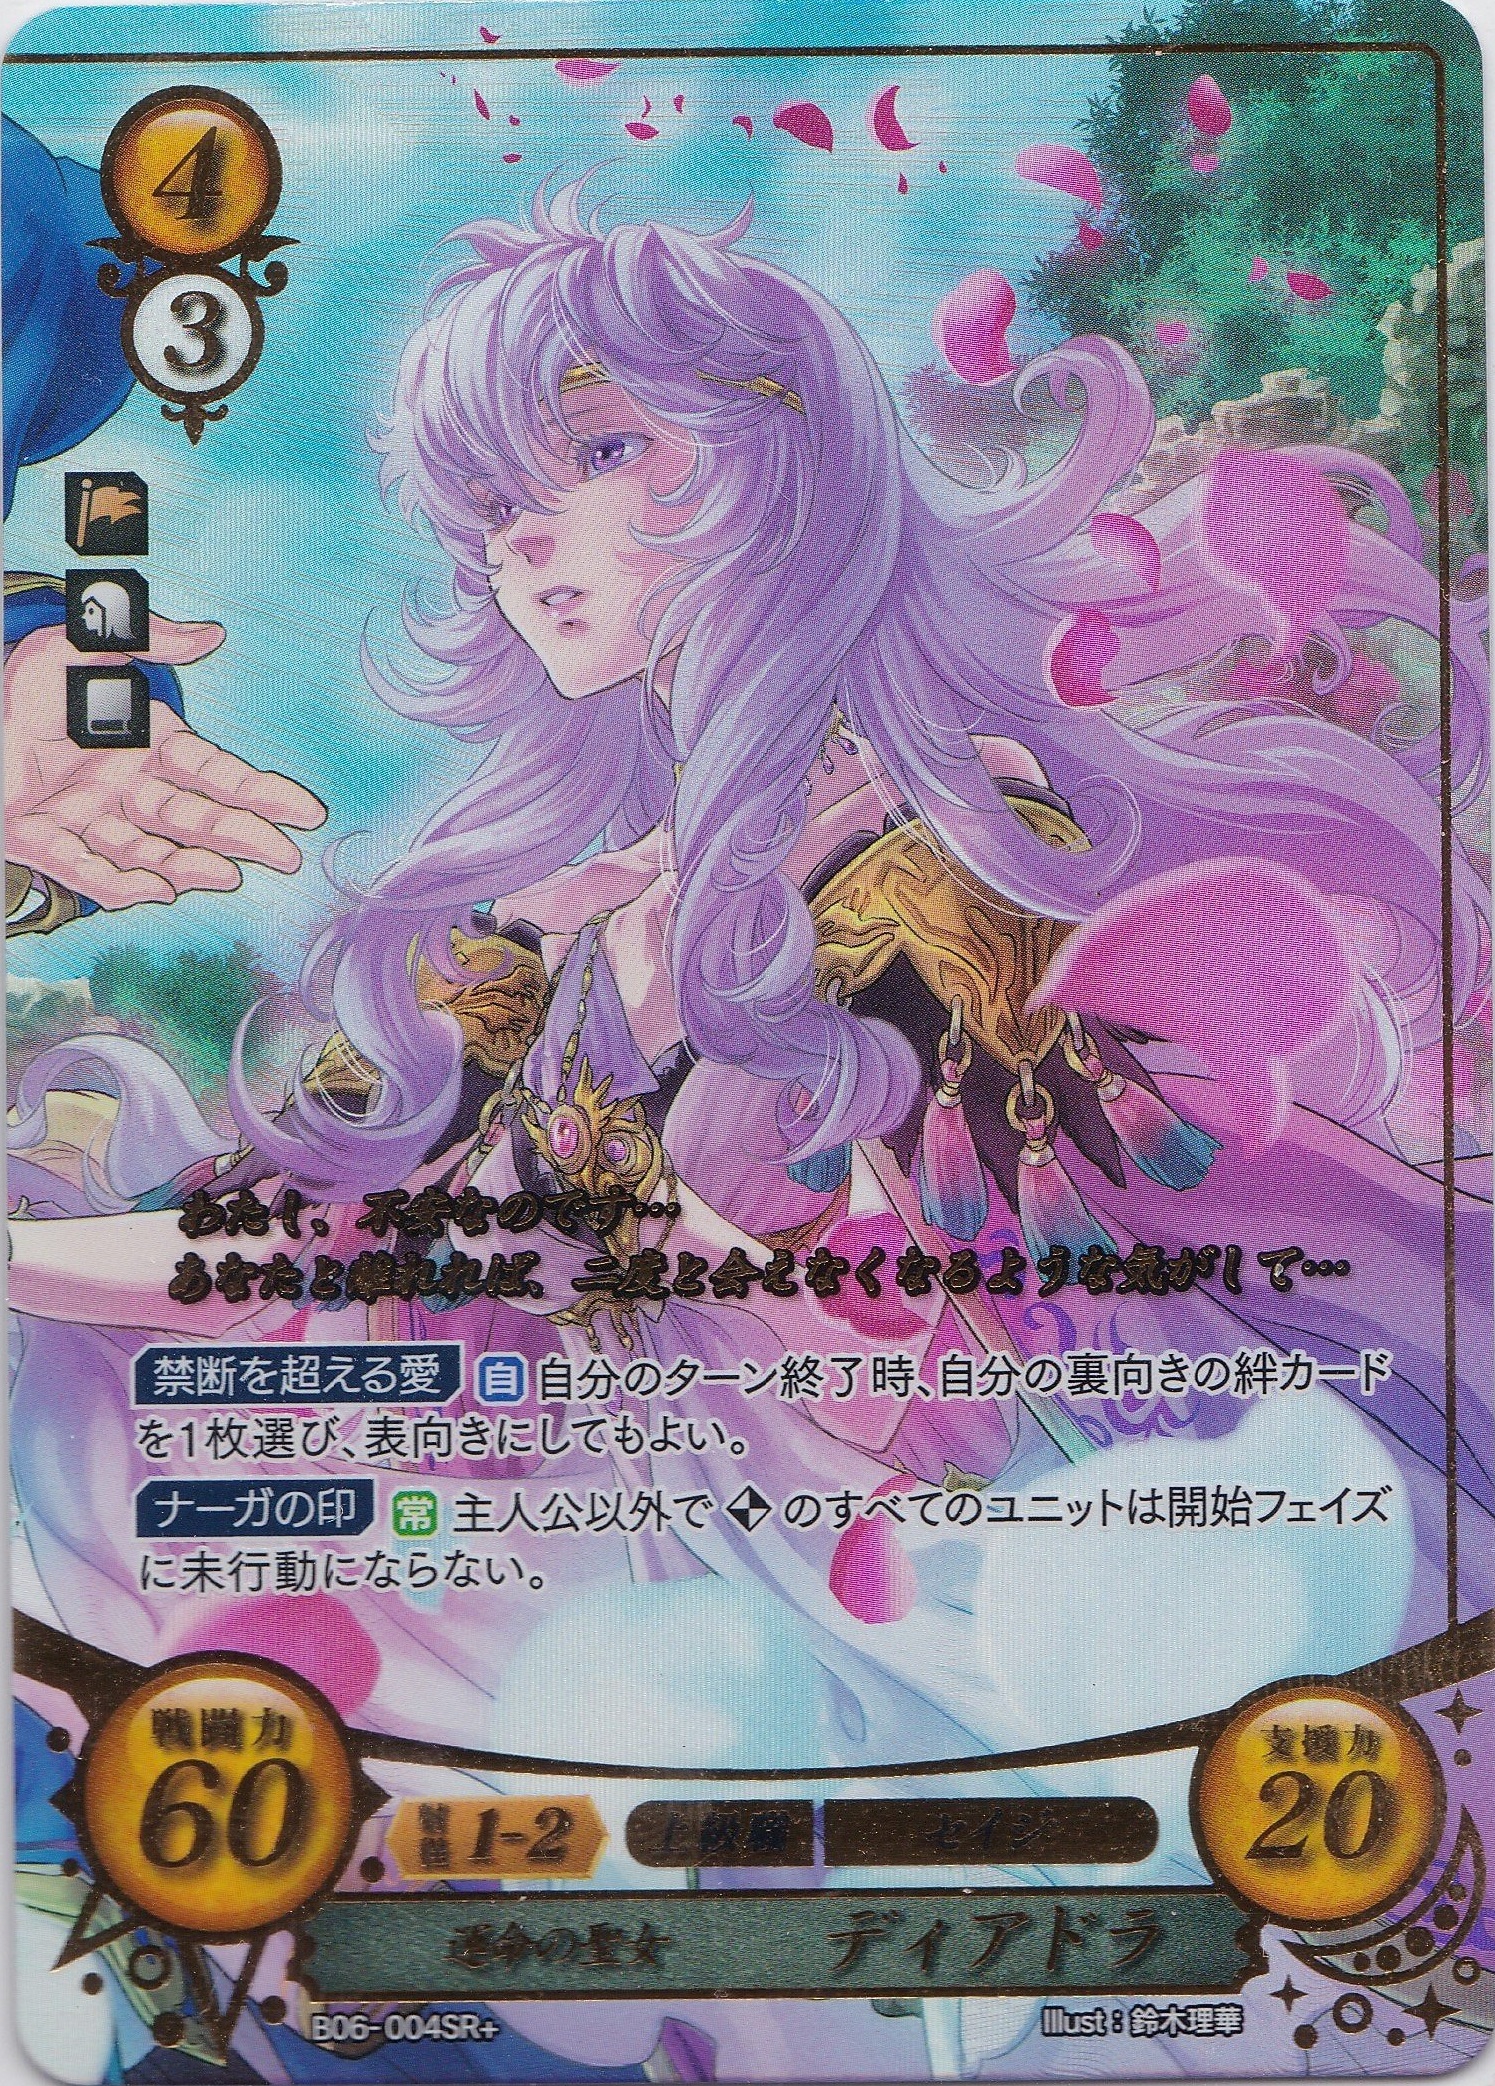 4
3
わたし、不安なのです…
あなたと離れれば、二度と会えなくなるような気がして…
禁断を超える愛 自 自分のターン終了時、自分の裏向きの絆カード
を1枚選び、表向きにしてもよい。
ナーガの印 常 主人公以外で のすべてのユニットは開始フェイズ
に未行動にならない。
戦闘力
60
射程 1-2
上級職 セイジ
支援力
20
運命の聖女 ディアドラ
B06-004SR+
Illust：鈴木理華